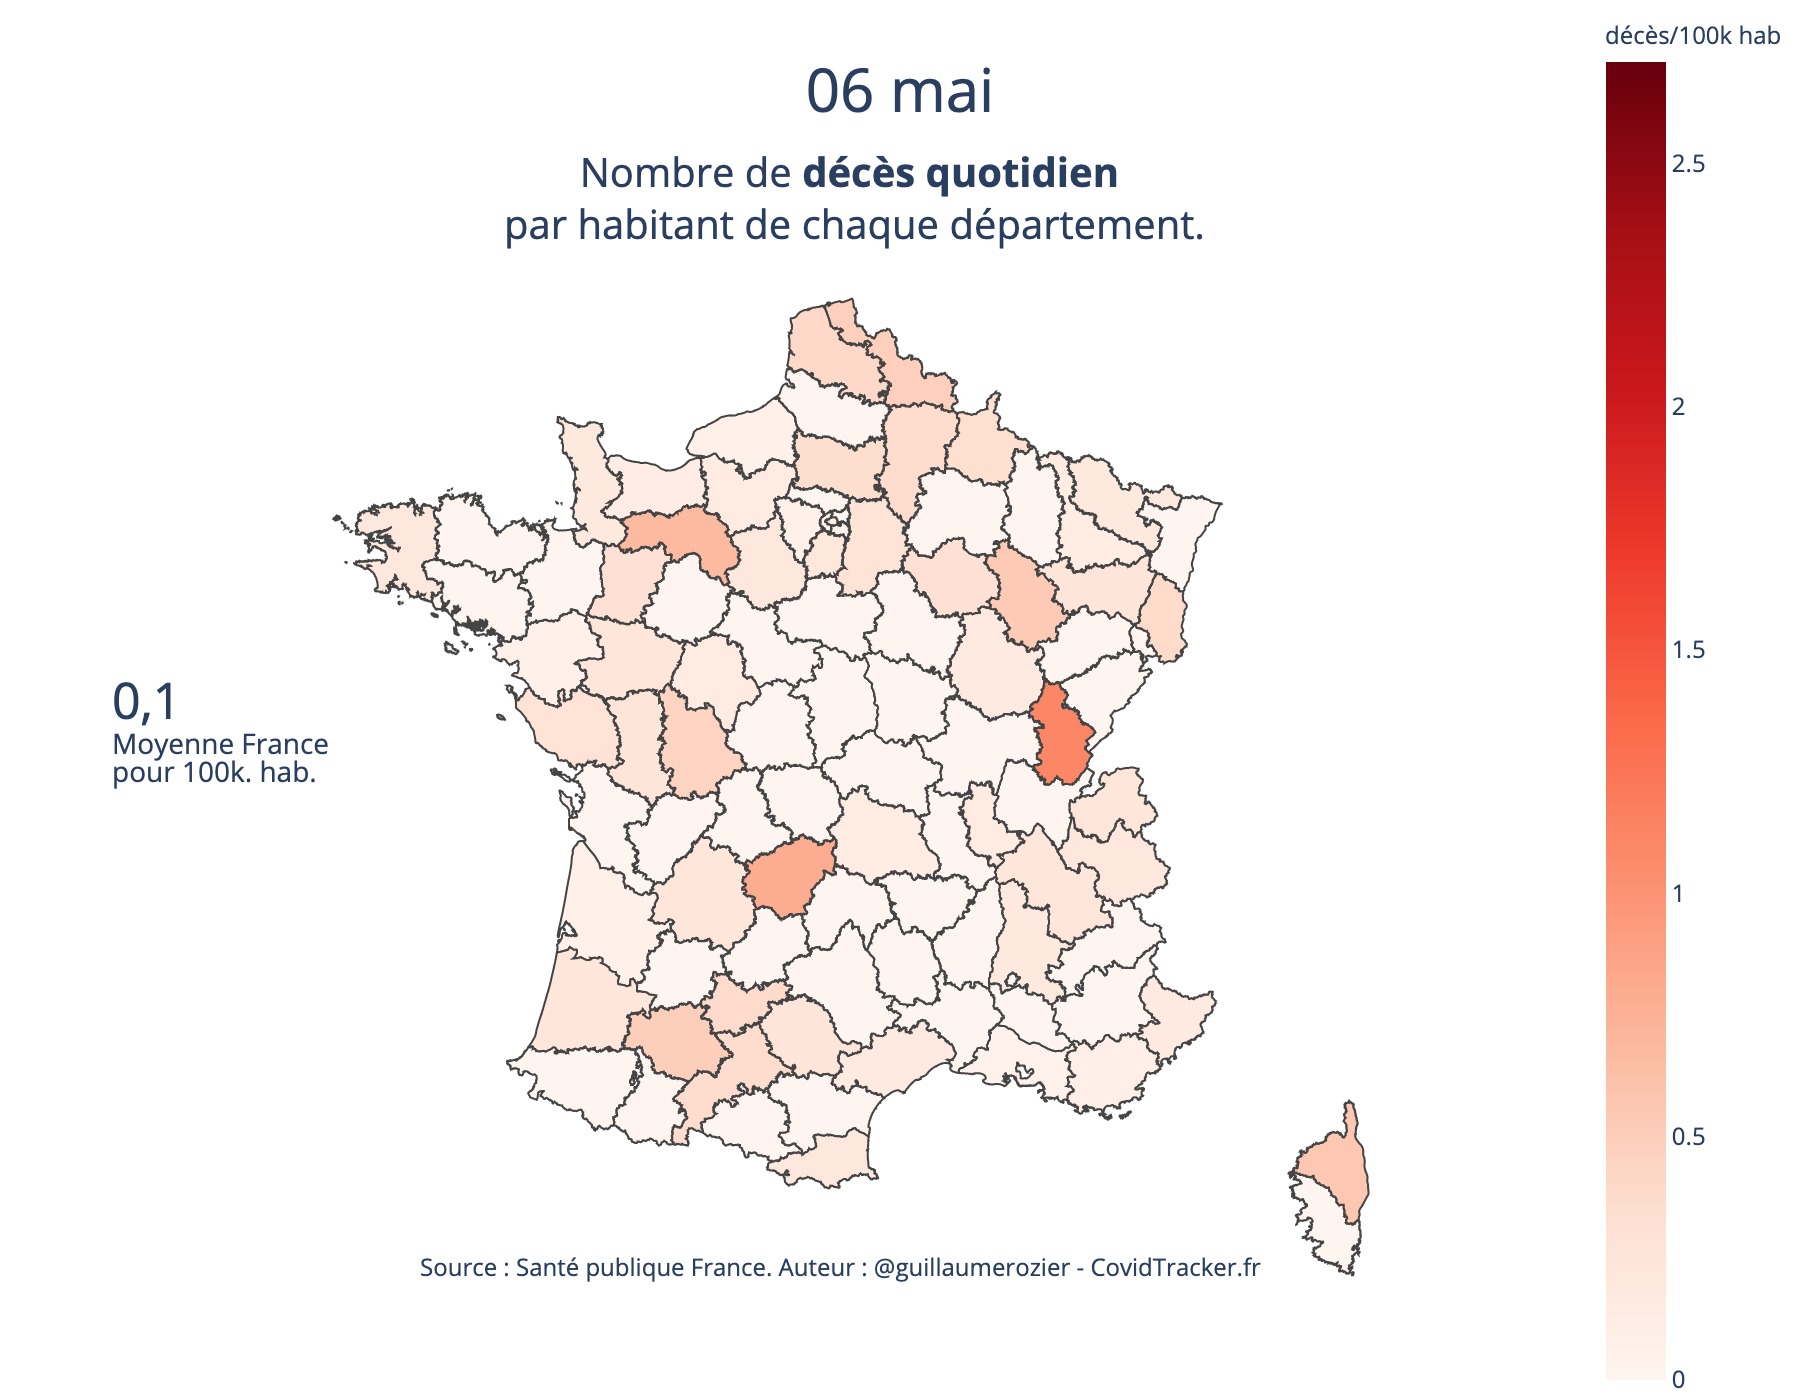 décès/100k hab
06 mai
Nombre de décès quotidien
par habitant de chaque département.
2.5
2
1.5
1
0.5
0
0,1
Moyenne France
pour 100k. hab.
Source : Santé publique France. Auteur : @guillaumerozier - CovidTracker.fr